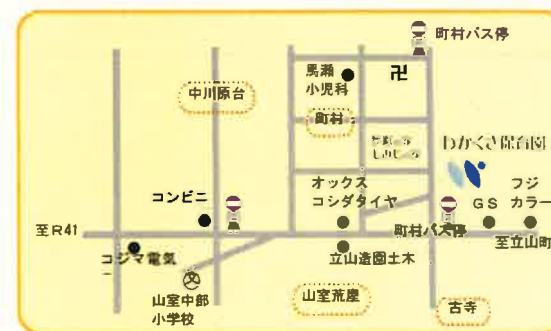 町村バス停
馬瀬
小児科
卍
中川原台
町村
わかくさ保育園
コンビニ
オックス
コシダタイヤ
フジ
カラー
GS
至R41
町村バス停
至立山町
コジマ電気
立山造園土木
山室中部
小学校
山室荒屋
古寺